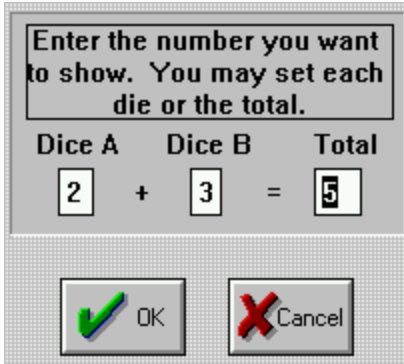 Enter the number you want
to show.  You may set each
die or the total.
Dice A Dice B Total
2 + 3 = 5
OK Cancel